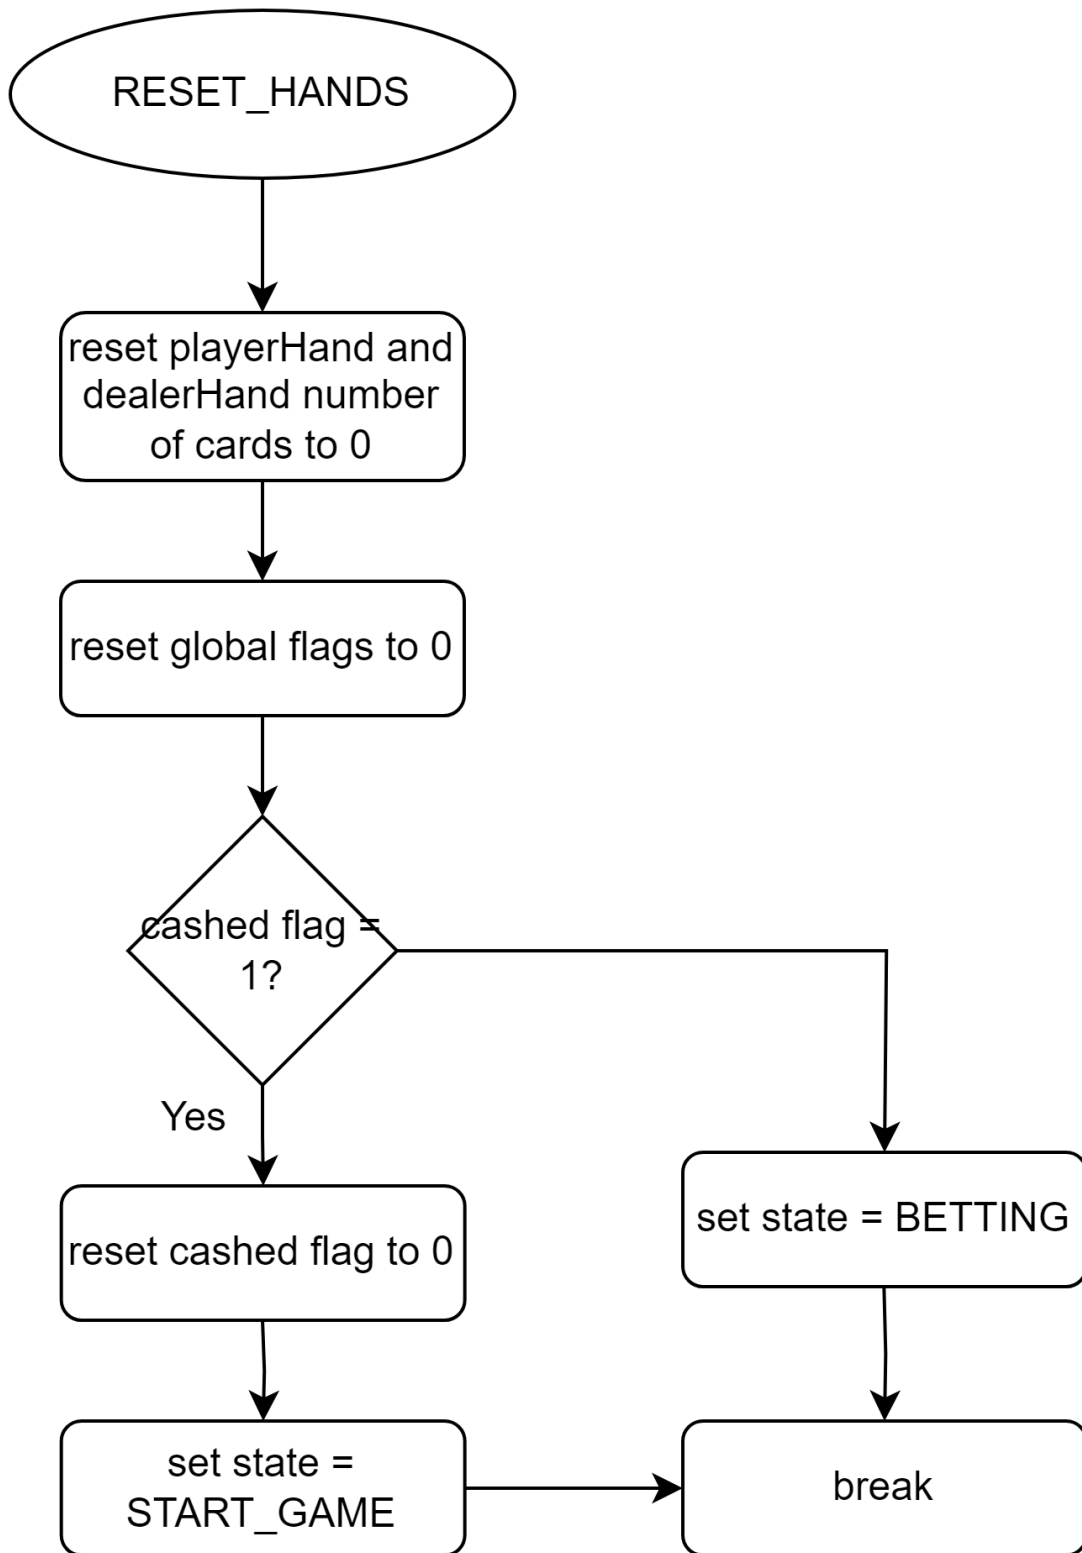 RESET_HANDS
reset playerHand and
dealerHand number
of cards to 0
reset global flags to 0
cashed flag =
1?
Yes
reset cashed flag to 0
set state = BETTING
set state =
START_GAME
break